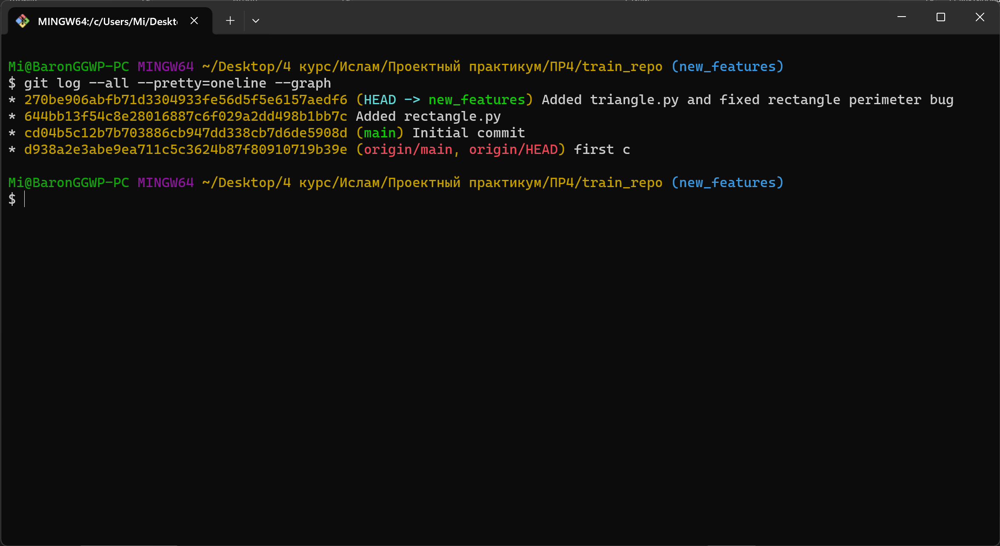 MINGW64:/c/Users/Mi/Deskt
Mi@BaronGGWP-PC MINGW64 ~/Desktop/4 курс/Ислам/Проектный практикум/ПР4/train_repo (new_features)
$ git log --all --pretty=oneline --graph
* 270be906abfb71d3304933fe56d5f5e6157aedf6 (HEAD -> new_features) Added triangle.py and fixed rectangle perimeter bug
* 644bb13f54c8e28016887c6f029a2dd498b1bb7c Added rectangle.py
* cd04b5c12b7b703886cb947dd338cb7d6de5908d (main) Initial commit
* d938a2e3abe9ea711c5c3624b87f80910719b39e (origin/main, origin/HEAD) first c
Mi@BaronGGWP-PC MINGW64 ~/Desktop/4 курс/Ислам/Проектный практикум/ПР4/train_repo (new_features)
$